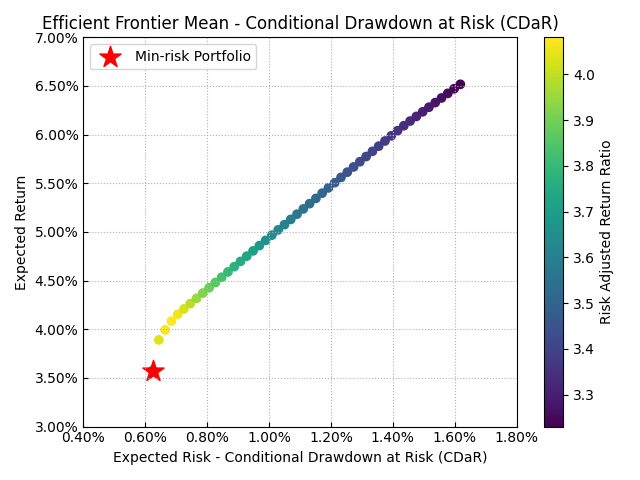 Efficient Frontier Mean - Conditional Drawdown at Risk (CDaR)
Min-risk Portfolio
7.00%
6.50%
6.00%
5.50%
5.00%
4.50%
4.00%
3.50%
3.00%
Expected Return
0.40% 0.60% 0.80% 1.00% 1.20% 1.40% 1.60% 1.80%
Expected Risk - Conditional Drawdown at Risk (CDaR)
4.0
3.9
3.8
3.7
3.6
3.5
3.4
3.3
Risk Adjusted Return Ratio